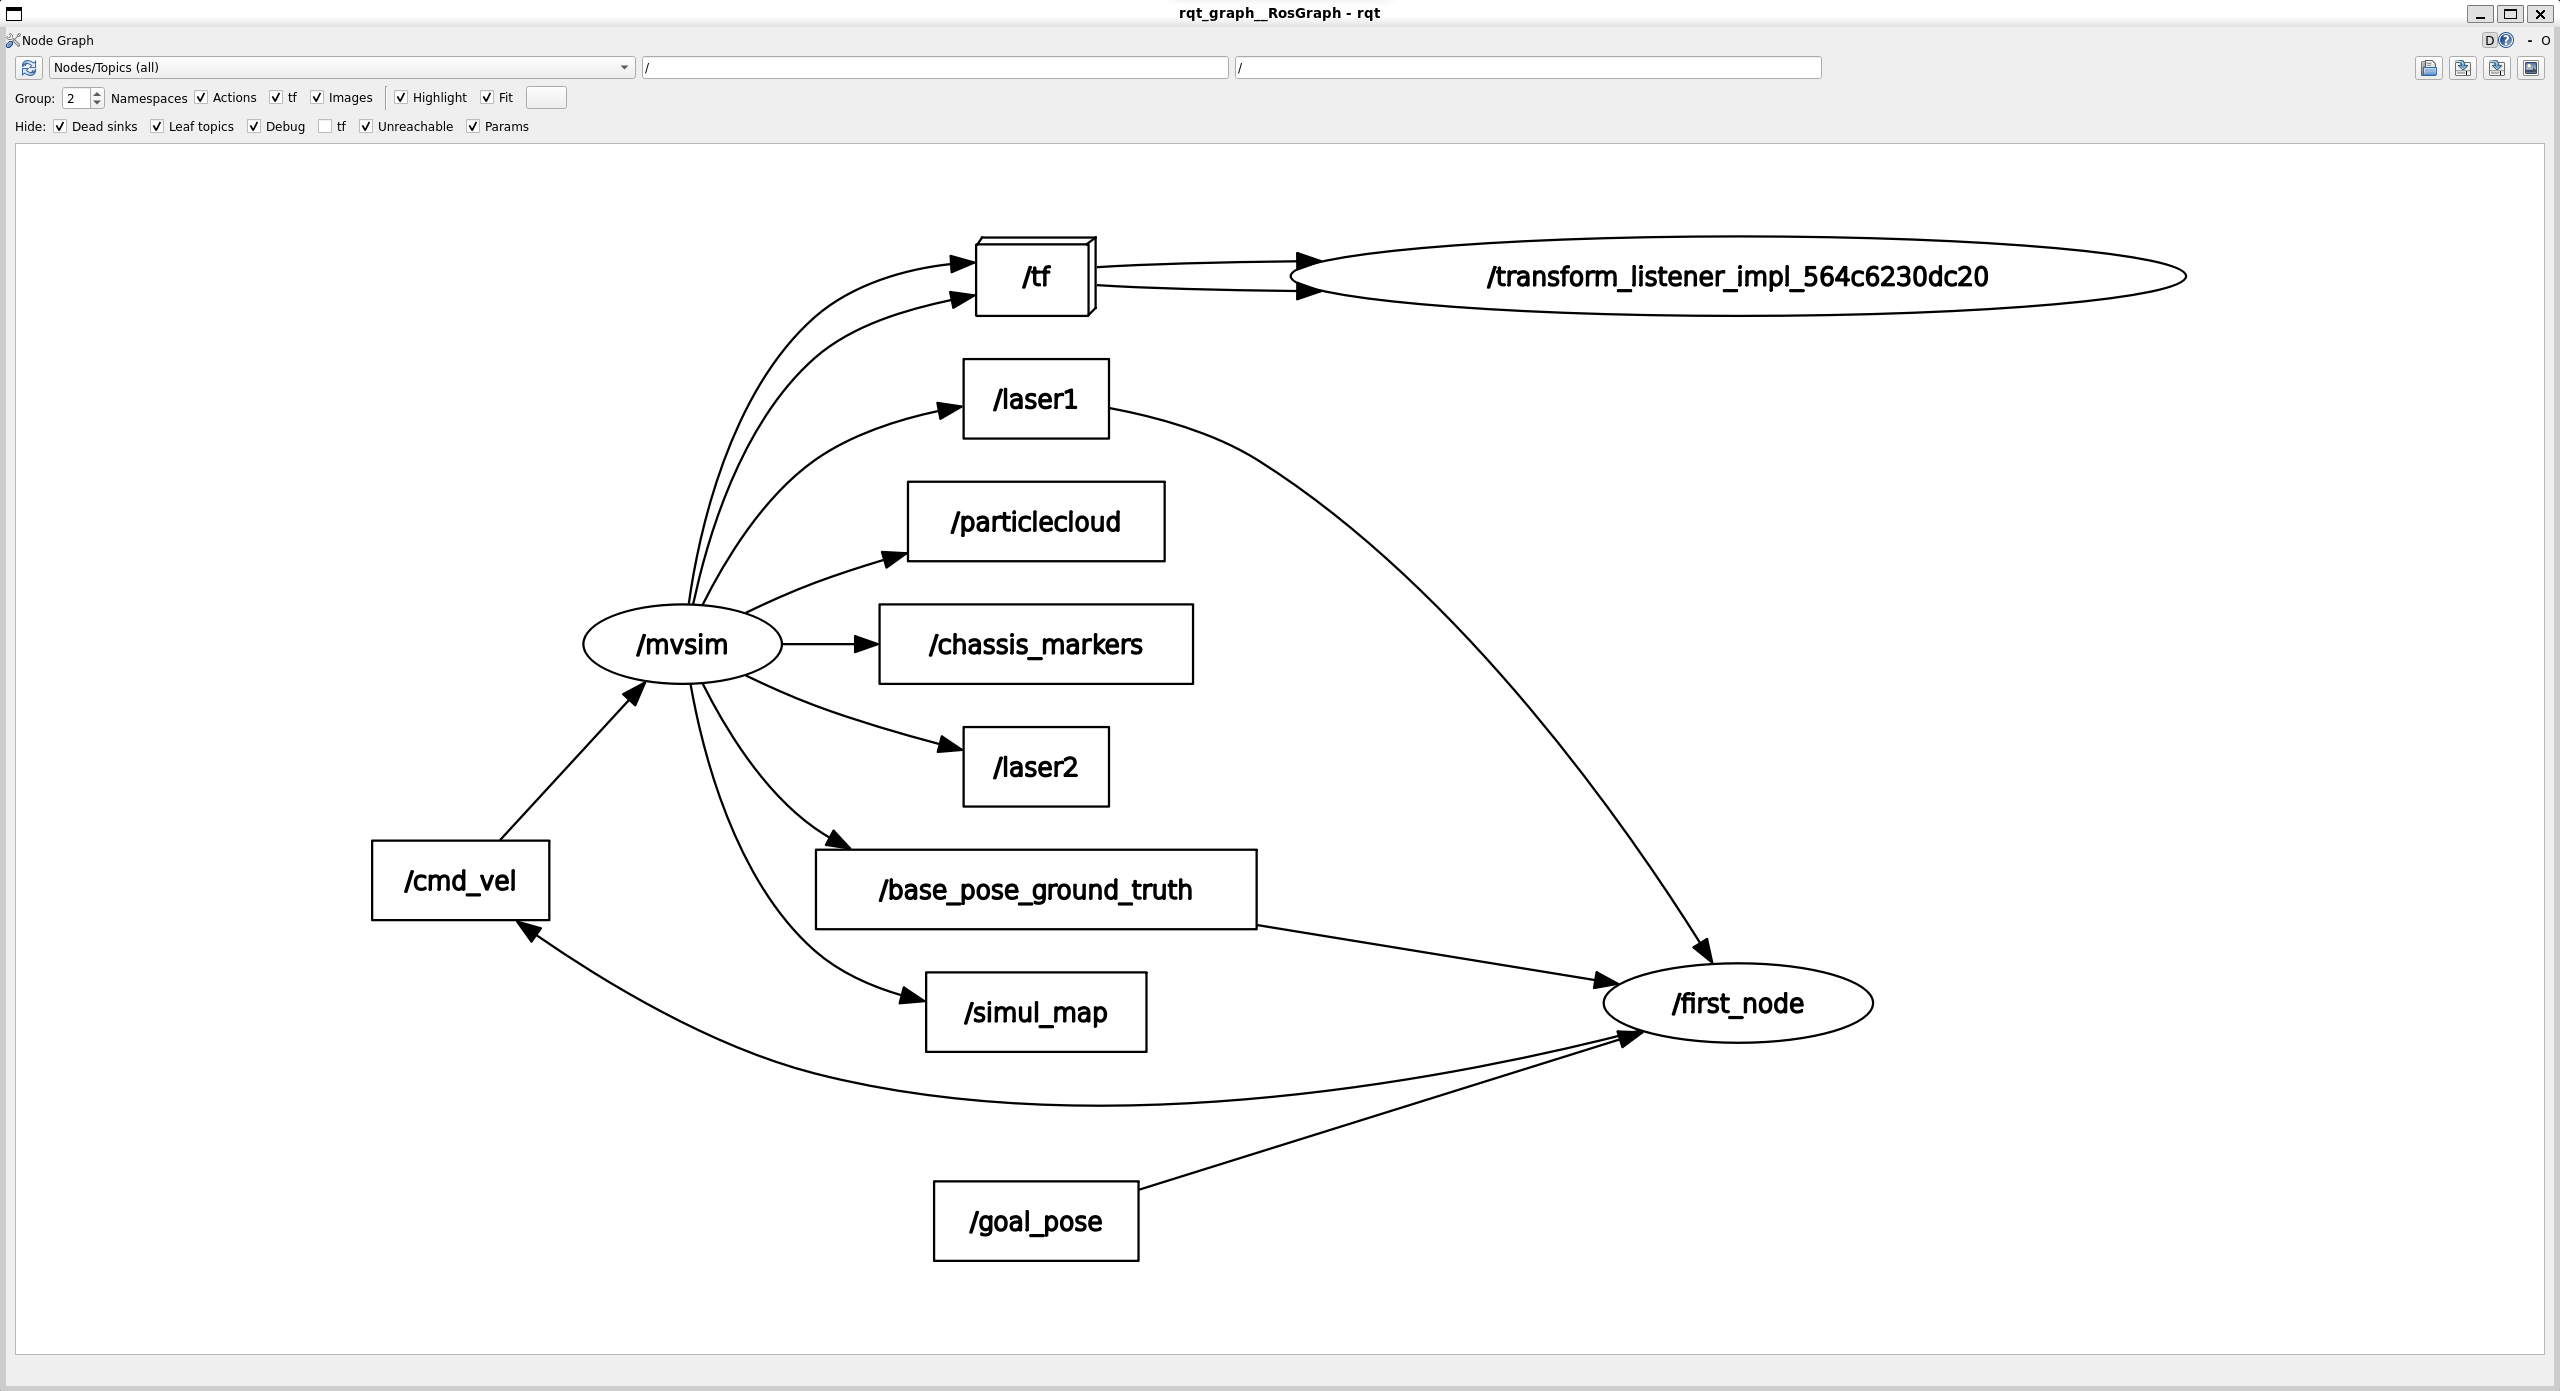 rqt_graph__RosGraph - rqt
Node Graph
D - O
Nodes/Topics (all) / /
Group: 2 Namespaces Actions tf Images Highlight Fit
Hide: Dead sinks Leaf topics Debug tf Unreachable Params
/tf
/transform_listener_impl_564c6230dc20
/laser1
/particlecloud
/mvsim
/chassis_markers
/laser2
/cmd_vel
/base_pose_ground_truth
/simul_map
/first_node
/goal_pose